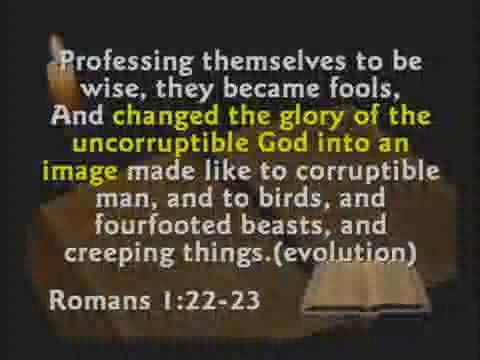 Professing themselves to be
wise, they became fools,
And changed the glory of the
uncorruptible God into an
image made like to corruptible
man, and to birds, and
fourfooted beasts, and
creeping things.(evolution)
Romans 1:22-23